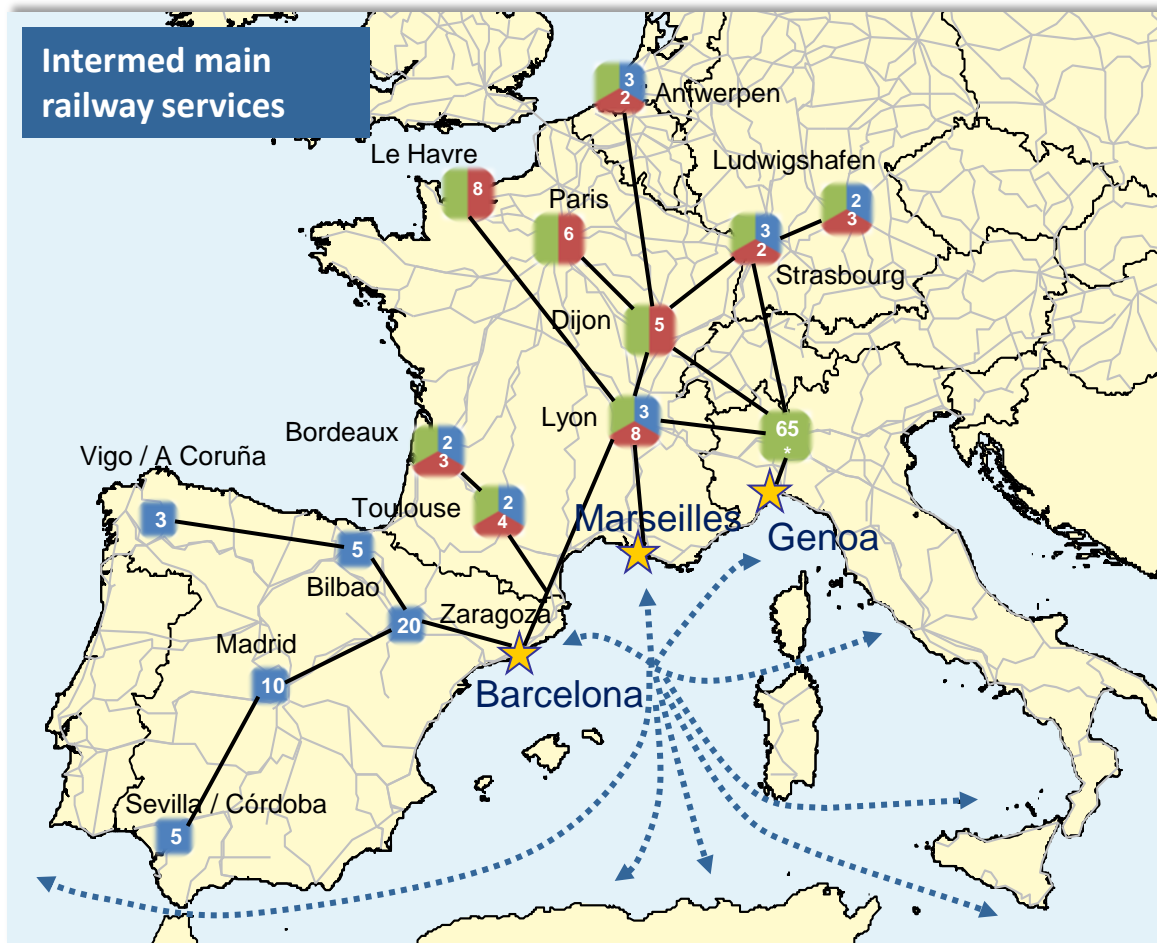 Intermed main
railway services
3
2
Antwerpen
Le Havre
8
Paris
6
Ludwigshafen
2
3
3
2
Strasbourg
Dijon
5
Lyon
3
8
65
*
Bordeaux
2
3
Vigo / A Coruña
3
Toulouse
2
4
Marseilles
Genoa
5
Bilbao
Zaragoza
20
Madrid
10
Barcelona
Sevilla / Córdoba
5